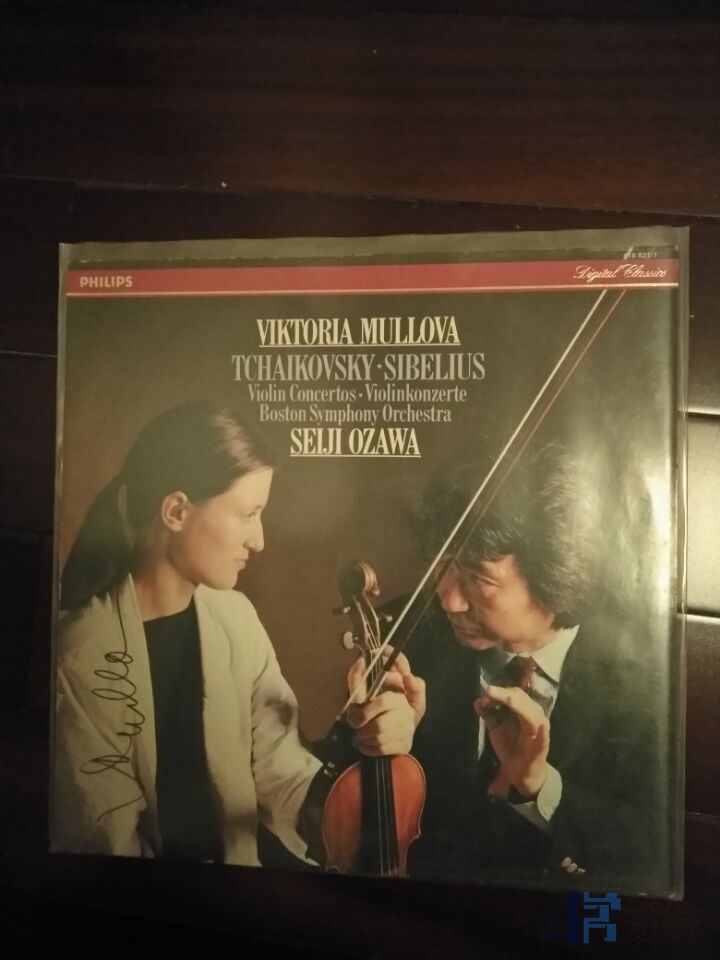 PHILIPS
Digital Classics
VIKTORIA MULLOVA
TCHAIKOVSKY·SIBELIUS
Violin Concertos·Violinkonzerte
Boston Symphony Orchestra
SEIJI OZAWA